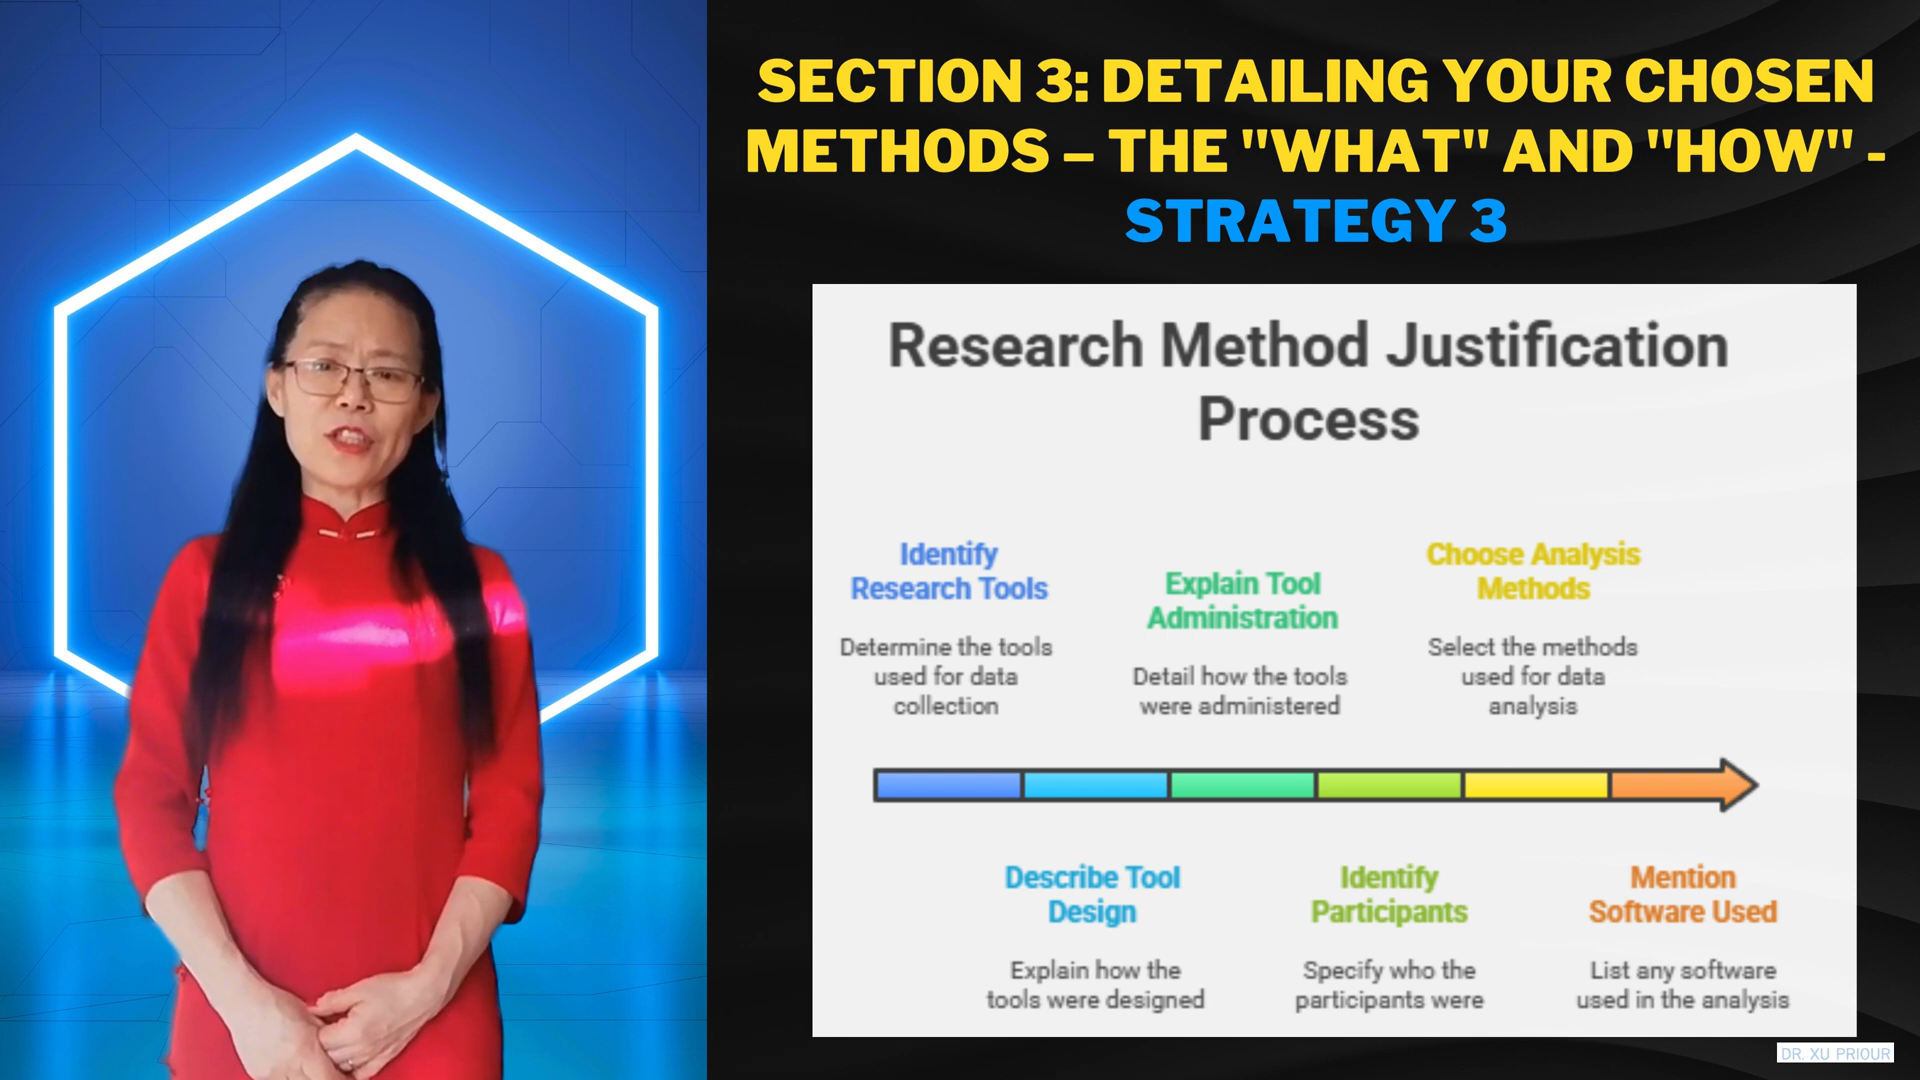 SECTION 3: DETAILING YOUR CHOSEN
METHODS – THE "WHAT" AND "HOW" -
STRATEGY 3
Research Method Justification
Process
Identify
Research Tools
Determine the tools
used for data
collection
Explain Tool
Administration
Detail how the tools
were administered
Choose Analysis
Methods
Select the methods
used for data
analysis
Describe Tool
Design
Explain how the
tools were designed
Identify
Participants
Specify who the
participants were
Mention
Software Used
List any software
used in the analysis
DR. XU PRIOUR